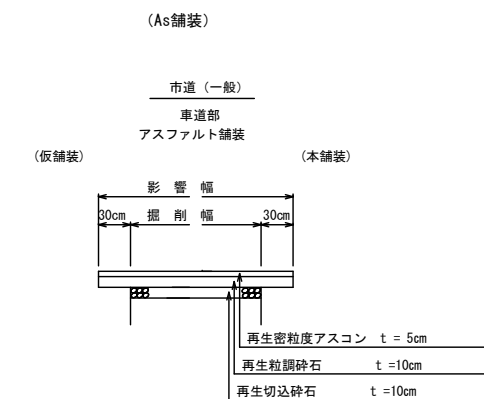 （As舗装）
市道（一般）
車道部
アスファルト舗装
（仮舗装） （本舗装）
影 響 幅
30cm 掘 削 幅 30cm
再生密粒度アスコン t = 5cm
再生粒調砕石 t =10cm
再生切込砕石 t =10cm